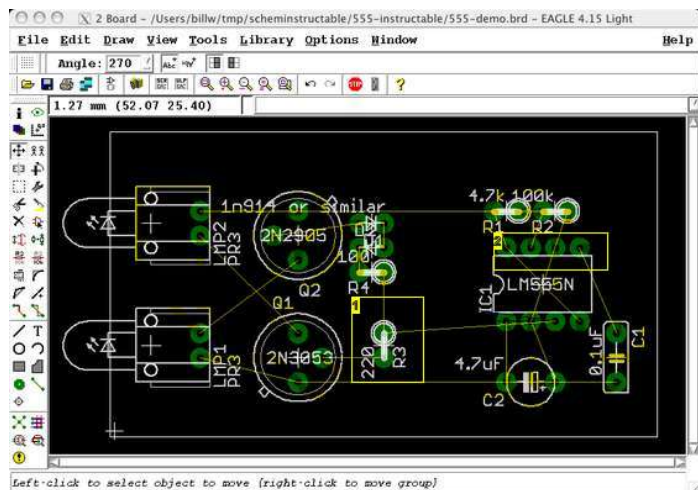 2 Board - /Users/billw/tmp/scheminstructable/555-instructable/555-demo.brd - EAGLE 4.15 Light
File Edit Draw View Tools Library Options Window Help
Angle: 270
1.27 mm (52.07 25.40)
1n914 or similar
4.7k 100k
R1 R2
LMP2
PR3
2N2905
Q2
100
R4
2
IC1
LM555N
1
Q1
LMP1
PR3
2N3053
220
R3
4.7uF
C2
0.1uF
C1
Left-click to select object to move (right-click to move group)